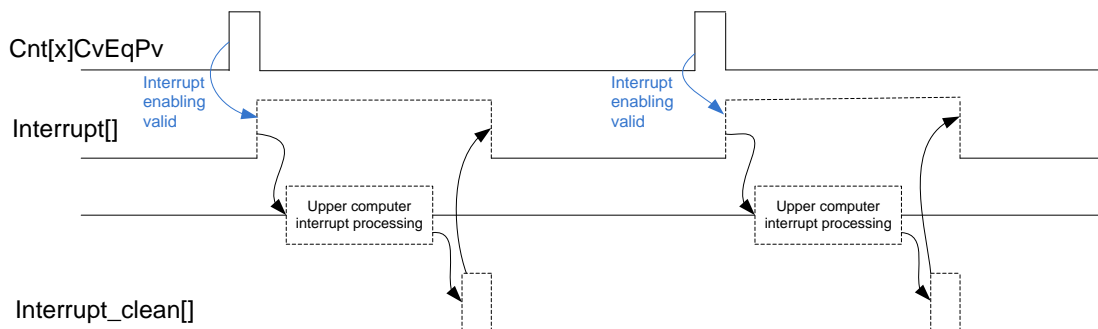 Cnt[x]CvEqPv
Interrupt
enabling
valid
Interrupt
enabling
valid
Interrupt[]
Upper computer
interrupt processing
Upper computer
interrupt processing
Interrupt_clean[]